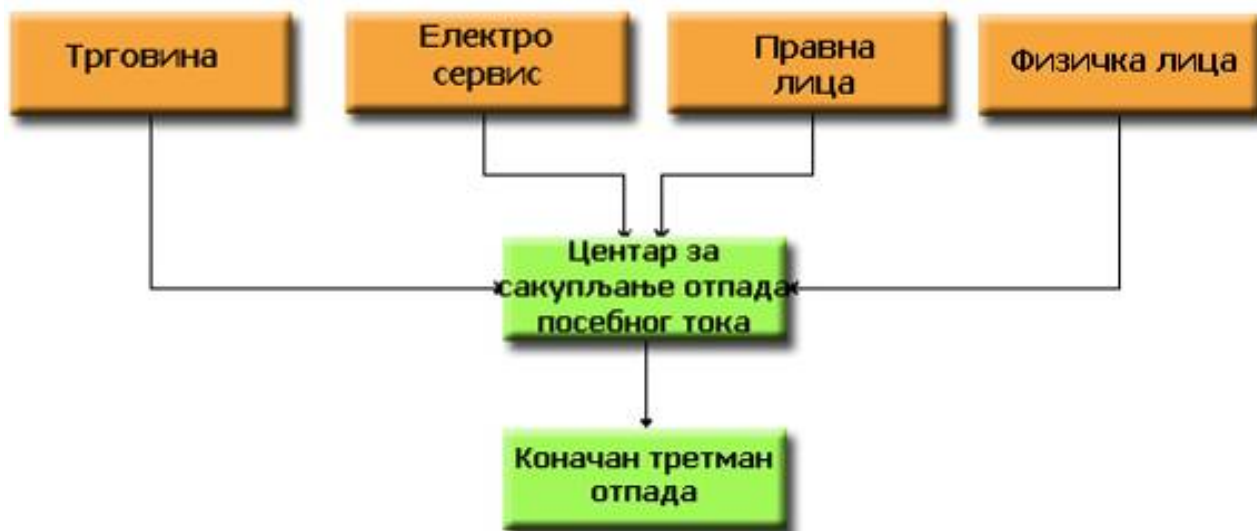 Трговина
Електро
сервис
Правна
лица
Физичка лица
Центар за
сакупљање отпада
посебног тока
Коначан третман
отпада